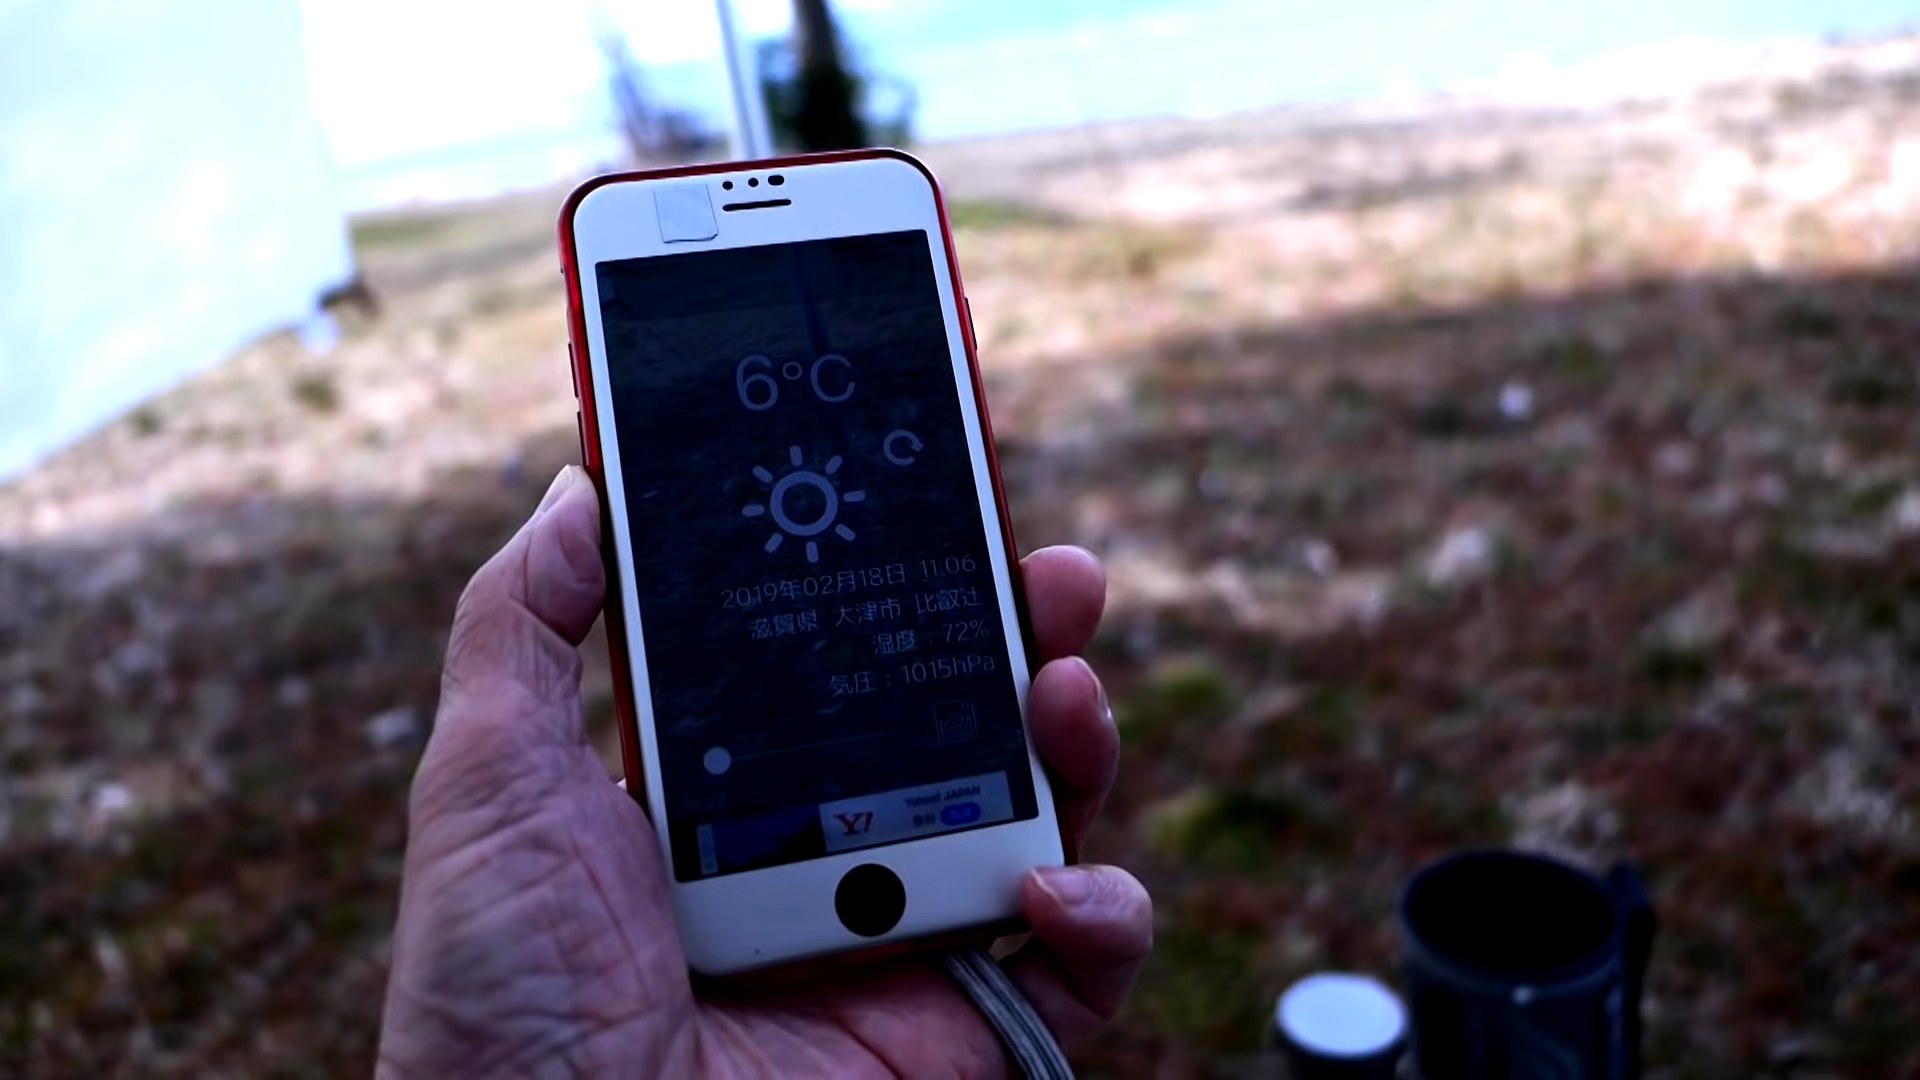 6°C
2019年02月18日 11:06
滋賀県 大津市 比叡辻
湿度：72%
気圧：1015hPa
Y!
Yahoo! JAPAN